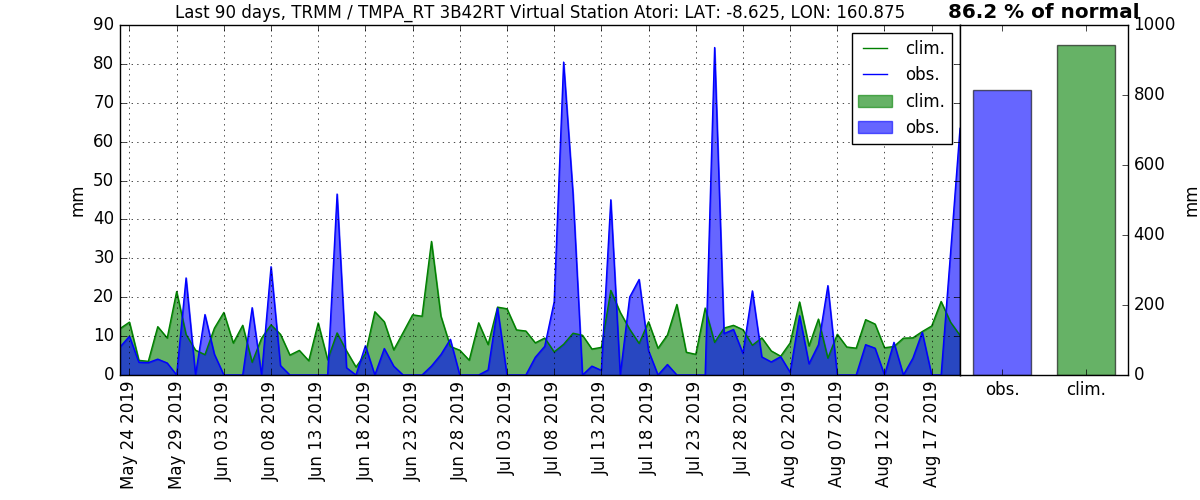 Last 90 days, TRMM / TMPA_RT 3B42RT Virtual Station Atori: LAT: -8.625, LON: 160.875
86.2 % of normal
90
80
70
60
50
40
30
20
10
0
mm
clim.
obs.
clim.
obs.
1000
800
600
400
200
0
mm
obs.
clim.
May 24 2019
May 29 2019
Jun 03 2019
Jun 08 2019
Jun 13 2019
Jun 18 2019
Jun 23 2019
Jun 28 2019
Jul 03 2019
Jul 08 2019
Jul 13 2019
Jul 18 2019
Jul 23 2019
Jul 28 2019
Aug 02 2019
Aug 07 2019
Aug 12 2019
Aug 17 2019